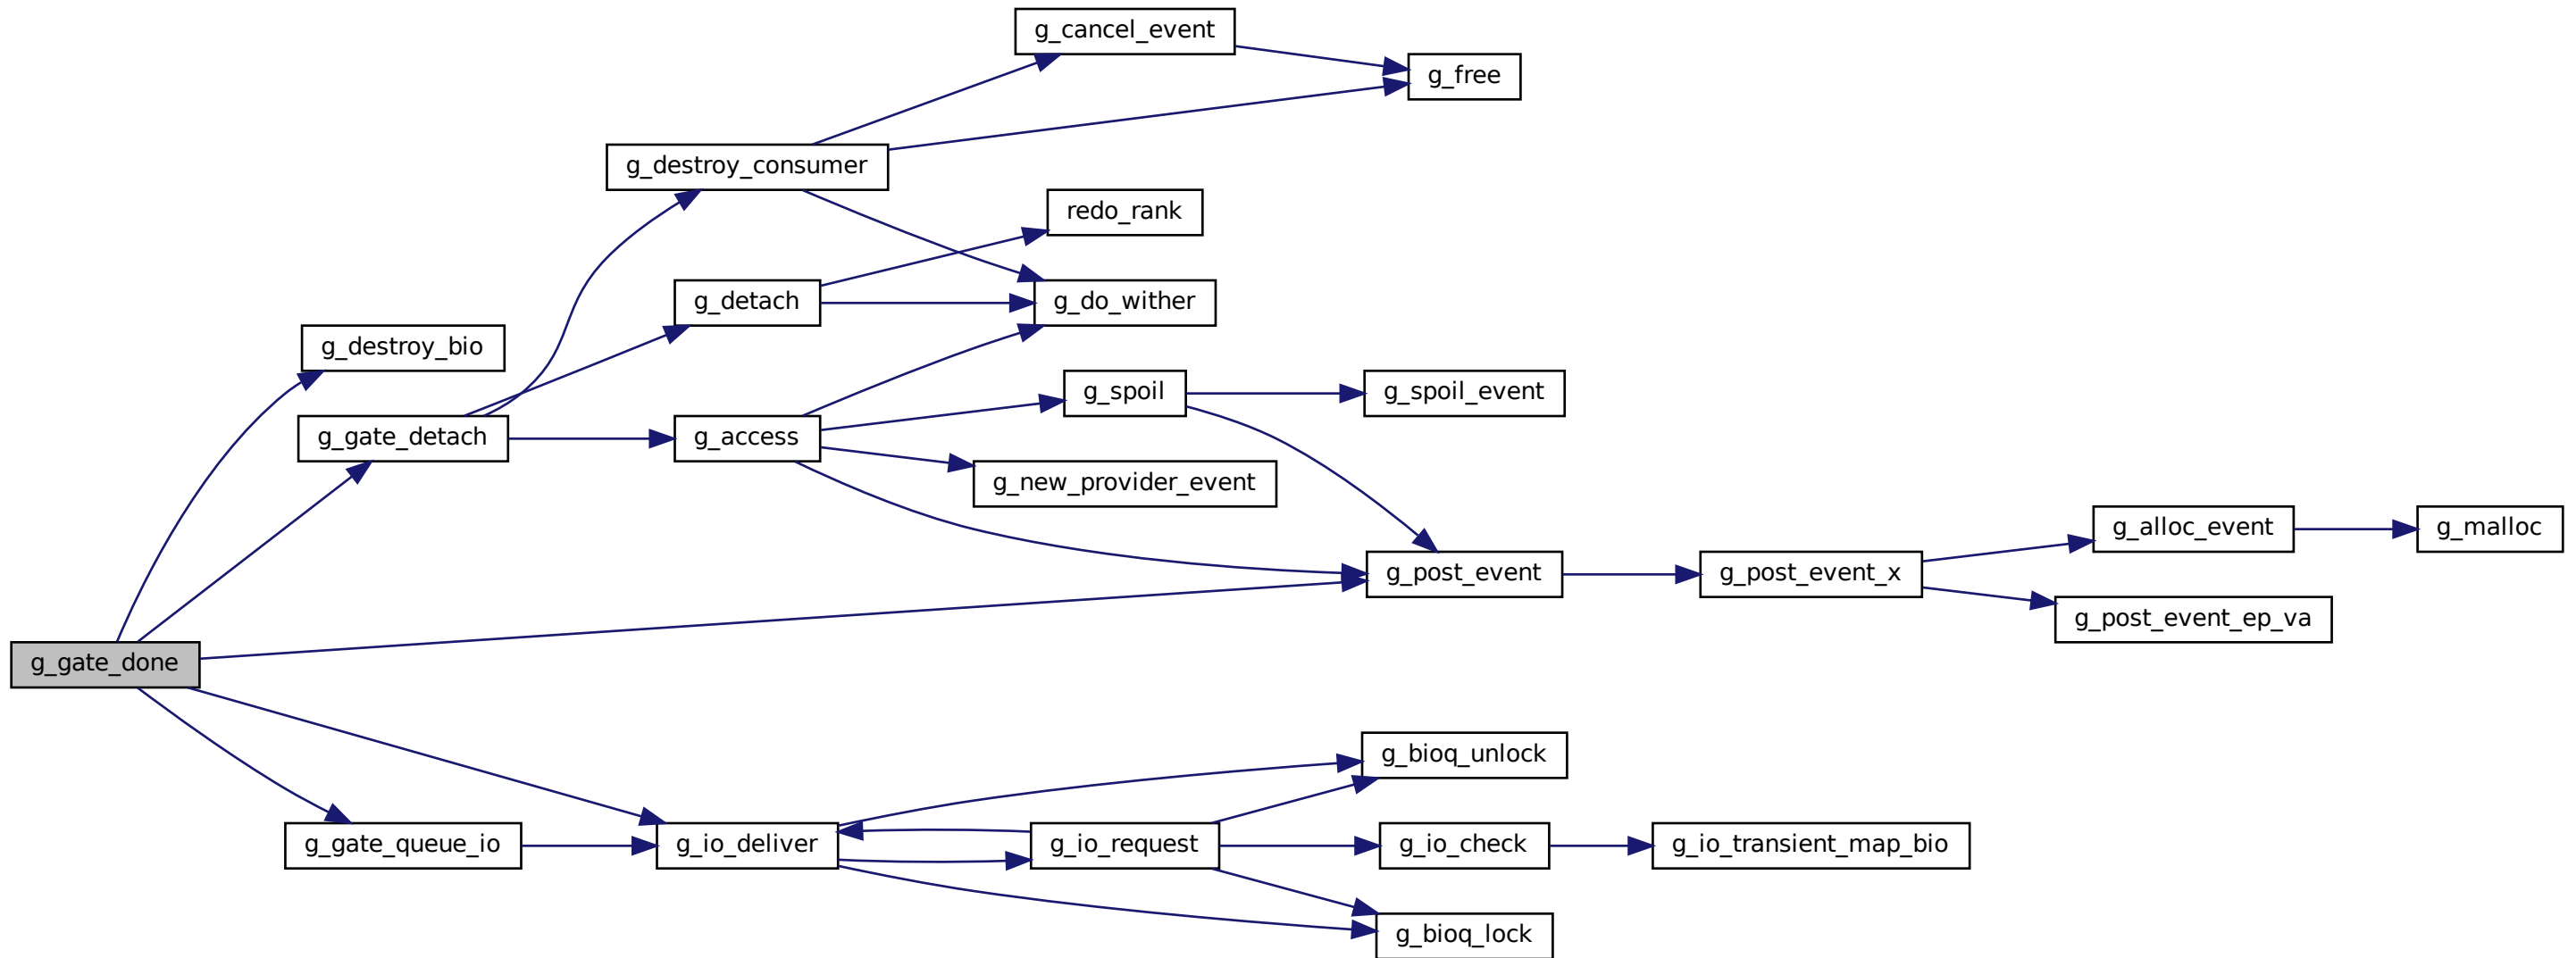 g_cancel_event
g_free
g_destroy_consumer
redo_rank
g_detach
g_do_wither
g_destroy_bio
g_spoil
g_spoil_event
g_gate_detach
g_access
g_new_provider_event
g_alloc_event
g_malloc
g_post_event
g_post_event_x
g_post_event_ep_va
g_gate_done
g_bioq_unlock
g_gate_queue_io
g_io_deliver
g_io_request
g_io_check
g_io_transient_map_bio
g_bioq_lock